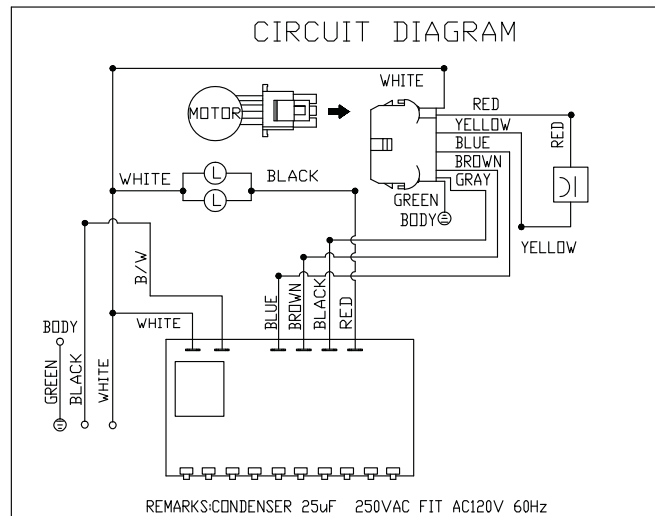 CIRCUIT DIAGRAM
WHITE
MOTOR
RED
YELLOW
BLUE
BROWN
GRAY
RED
WHITE
L
BLACK
L
GREEN
BODY
YELLOW
B/W
BLUE
BROWN
BLACK
RED
WHITE
BODY
GREEN
BLACK
WHITE
REMARKS:CONDENSER 25uF 250VAC FIT AC120V 60Hz